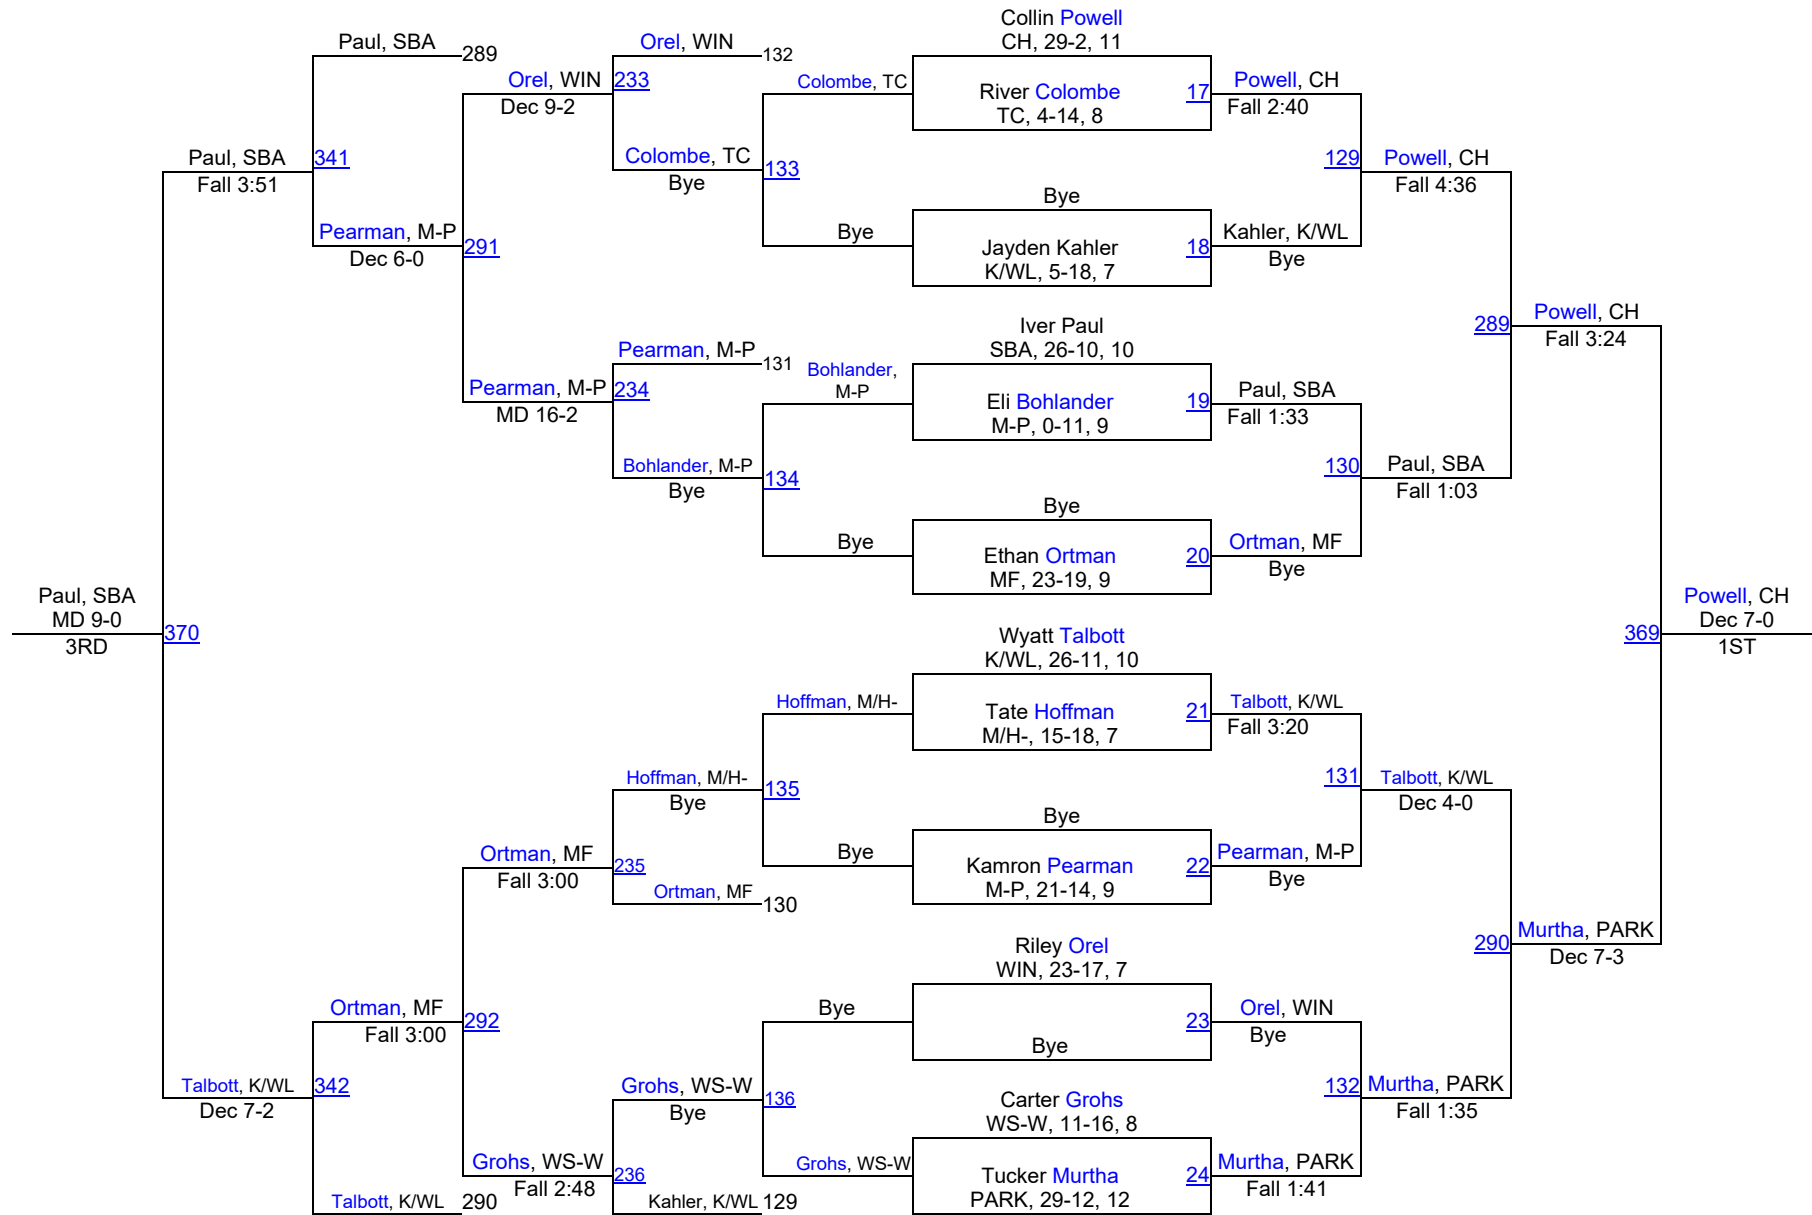 Collin Powell
CH, 29-2, 11
River Colombe
TC, 4-14, 8
17
Powell, CH
Fall 2:40
Bye
Jayden Kahler
K/WL, 5-18, 7
18
Kahler, K/WL
Bye
129
Powell, CH
Fall 4:36
Iver Paul
SBA, 26-10, 10
Eli Bohlander
M-P, 0-11, 9
19
Paul, SBA
Fall 1:33
Bye
Ethan Ortman
MF, 23-19, 9
20
Ortman, MF
Bye
130
Paul, SBA
Fall 1:03
289
Powell, CH
Fall 3:24
Wyatt Talbott
K/WL, 26-11, 10
Tate Hoffman
M/H-, 15-18, 7
21
Talbott, K/WL
Fall 3:20
Bye
Kamron Pearman
M-P, 21-14, 9
22
Pearman, M-P
Bye
131
Talbott, K/WL
Dec 4-0
Riley Orel
WIN, 23-17, 7
Bye
23
Orel, WIN
Bye
Carter Grohs
WS-W, 11-16, 8
Tucker Murtha
PARK, 29-12, 12
24
Murtha, PARK
Fall 1:41
132
Murtha, PARK
Fall 1:35
290
Murtha, PARK
Dec 7-3
369
Powell, CH
Dec 7-0
1ST
Colombe, TC
Bye
133
Colombe, TC
Bye
Orel, WIN
132
233
Orel, WIN
Dec 9-2
Bohlander,
M-P
Bye
134
Bohlander, M-P
Bye
Pearman, M-P
131
234
Pearman, M-P
MD 16-2
291
Pearman, M-P
Dec 6-0
Paul, SBA
289
341
Paul, SBA
Fall 3:51
Hoffman, M/H-
Bye
135
Hoffman, M/H-
Bye
Ortman, MF
130
235
Ortman, MF
Fall 3:00
Bye
Grohs, WS-W
136
Grohs, WS-W
Bye
Kahler, K/WL
129
236
Grohs, WS-W
Fall 2:48
292
Ortman, MF
Fall 3:00
Talbott, K/WL
290
342
Talbott, K/WL
Dec 7-2
370
Paul, SBA
MD 9-0
3RD